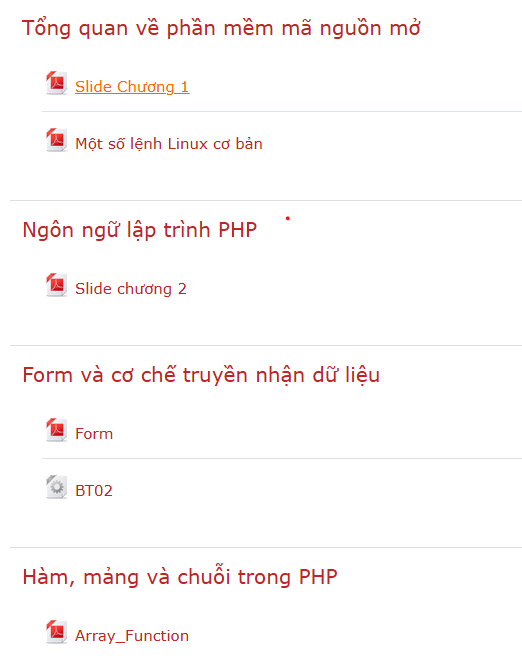 Tổng quan về phần mềm mã nguồn mở
Slide Chương 1
Một số lệnh Linux cơ bản
Ngôn ngữ lập trình PHP
Slide chương 2
Form và cơ chế truyền nhận dữ liệu
Form
BT02
Hàm, mảng và chuỗi trong PHP
Array_Function